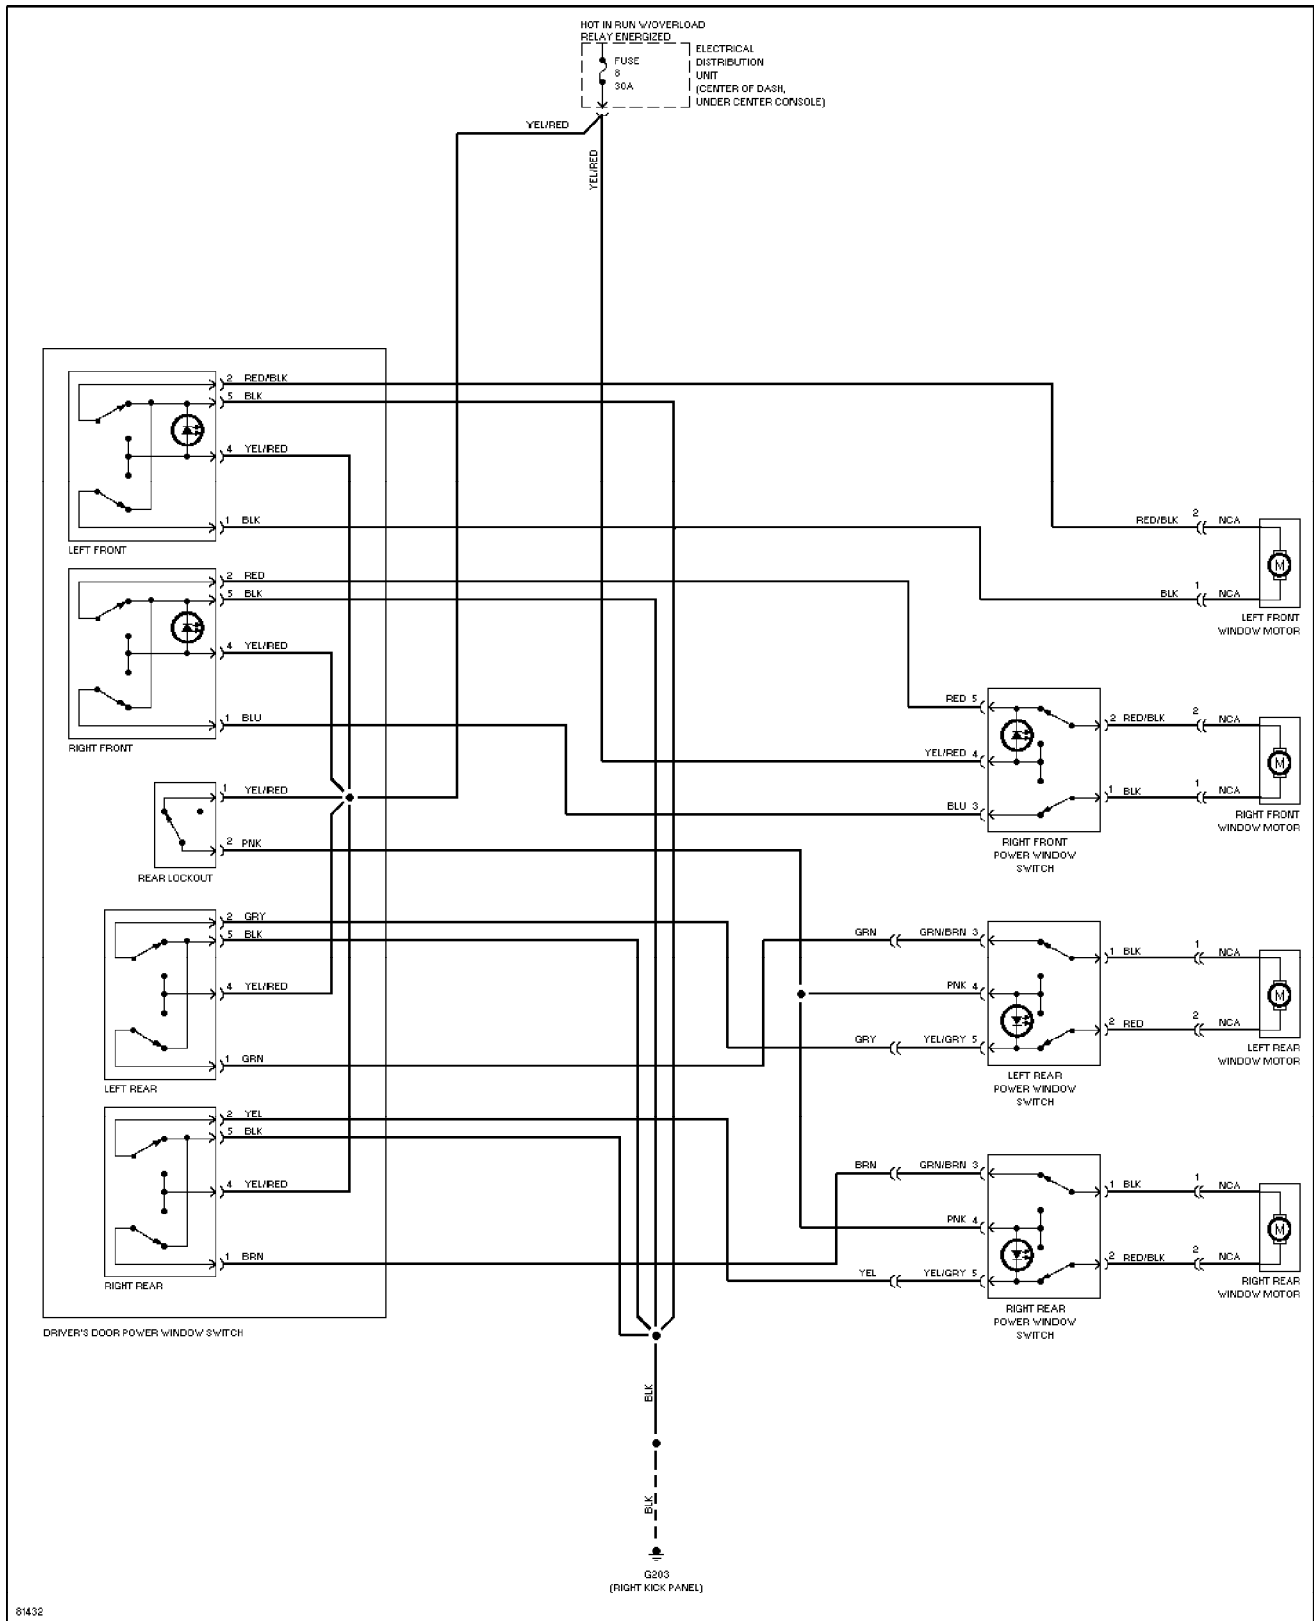 HOT IN RUN W/OVERLOAD
RELAY ENERGIZED
FUSE
8
30A
ELECTRICAL
DISTRIBUTION
UNIT
(CENTER OF DASH,
UNDER CENTER CONSOLE)
YEL/RED
YEL/RED
2 RED/BLK
5 BLK
4 YEL/RED
1 BLK
LEFT FRONT
RED/BLK 2 NCA
BLK 1 NCA
M
LEFT FRONT
WINDOW MOTOR
2 RED
5 BLK
4 YEL/RED
1 BLU
RIGHT FRONT
RED 5
YEL/RED 4
BLU 3
2 RED/BLK 2 NCA
1 BLK 1 NCA
M
RIGHT FRONT
POWER WINDOW
SWITCH
RIGHT FRONT
WINDOW MOTOR
1 YEL/RED
2 PNK
REAR LOCKOUT
2 GRY
5 BLK
4 YEL/RED
1 GRN
LEFT REAR
GRN GRN/BRN 3
PNK 4
GRY YEL/GRY 5
1 BLK 1 NCA
2 RED 2 NCA
M
LEFT REAR
POWER WINDOW
SWITCH
LEFT REAR
WINDOW MOTOR
2 YEL
5 BLK
4 YEL/RED
1 BRN
RIGHT REAR
BRN GRN/BRN 3
PNK 4
YEL YEL/GRY 5
1 BLK 1 NCA
2 RED/BLK 2 NCA
M
RIGHT REAR
POWER WINDOW
SWITCH
RIGHT REAR
WINDOW MOTOR
DRIVER'S DOOR POWER WINDOW SWITCH
BLK
BLK
G203
(RIGHT KICK PANEL)
81432